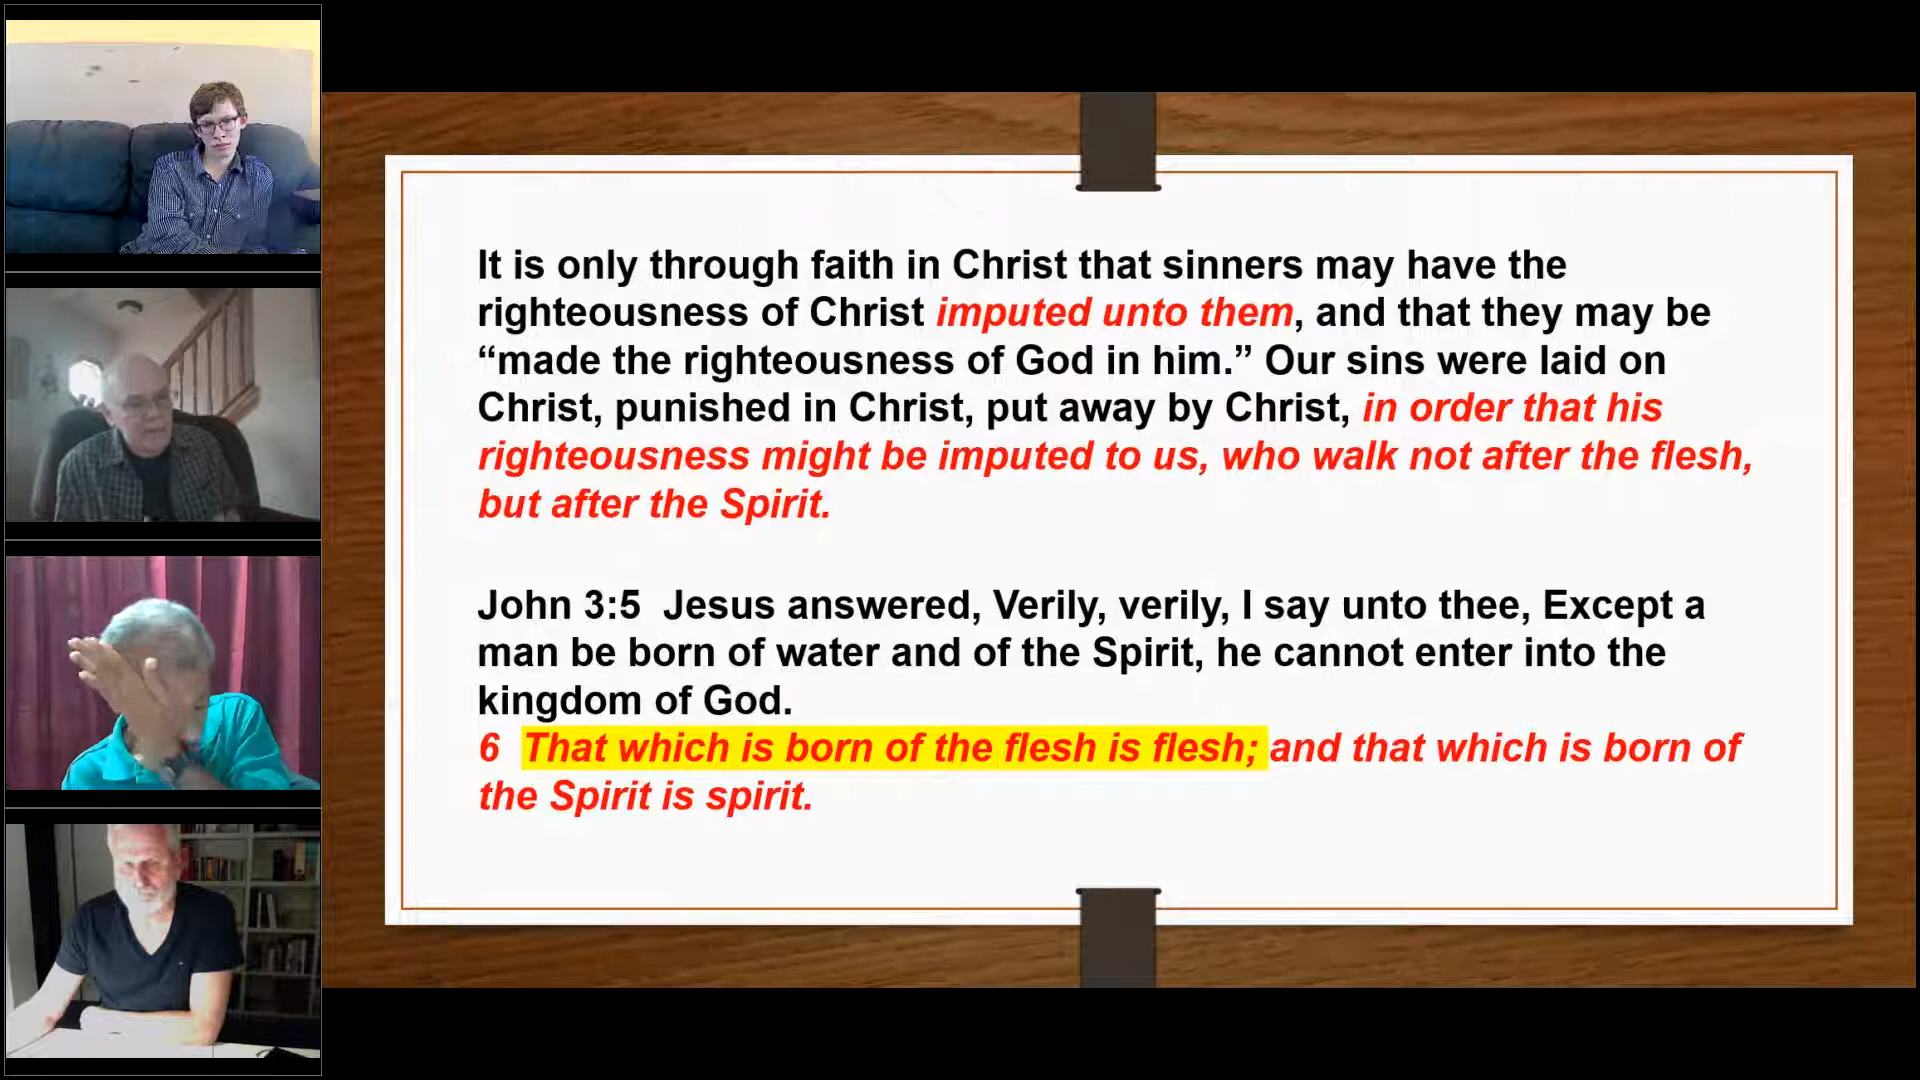 It is only through faith in Christ that sinners may have the
righteousness of Christ imputed unto them, and that they may be
“made the righteousness of God in him.” Our sins were laid on
Christ, punished in Christ, put away by Christ, in order that his
righteousness might be imputed to us, who walk not after the flesh,
but after the Spirit.
John 3:5  Jesus answered, Verily, verily, I say unto thee, Except a
man be born of water and of the Spirit, he cannot enter into the
kingdom of God.
6  That which is born of the flesh is flesh; and that which is born of
the Spirit is spirit.